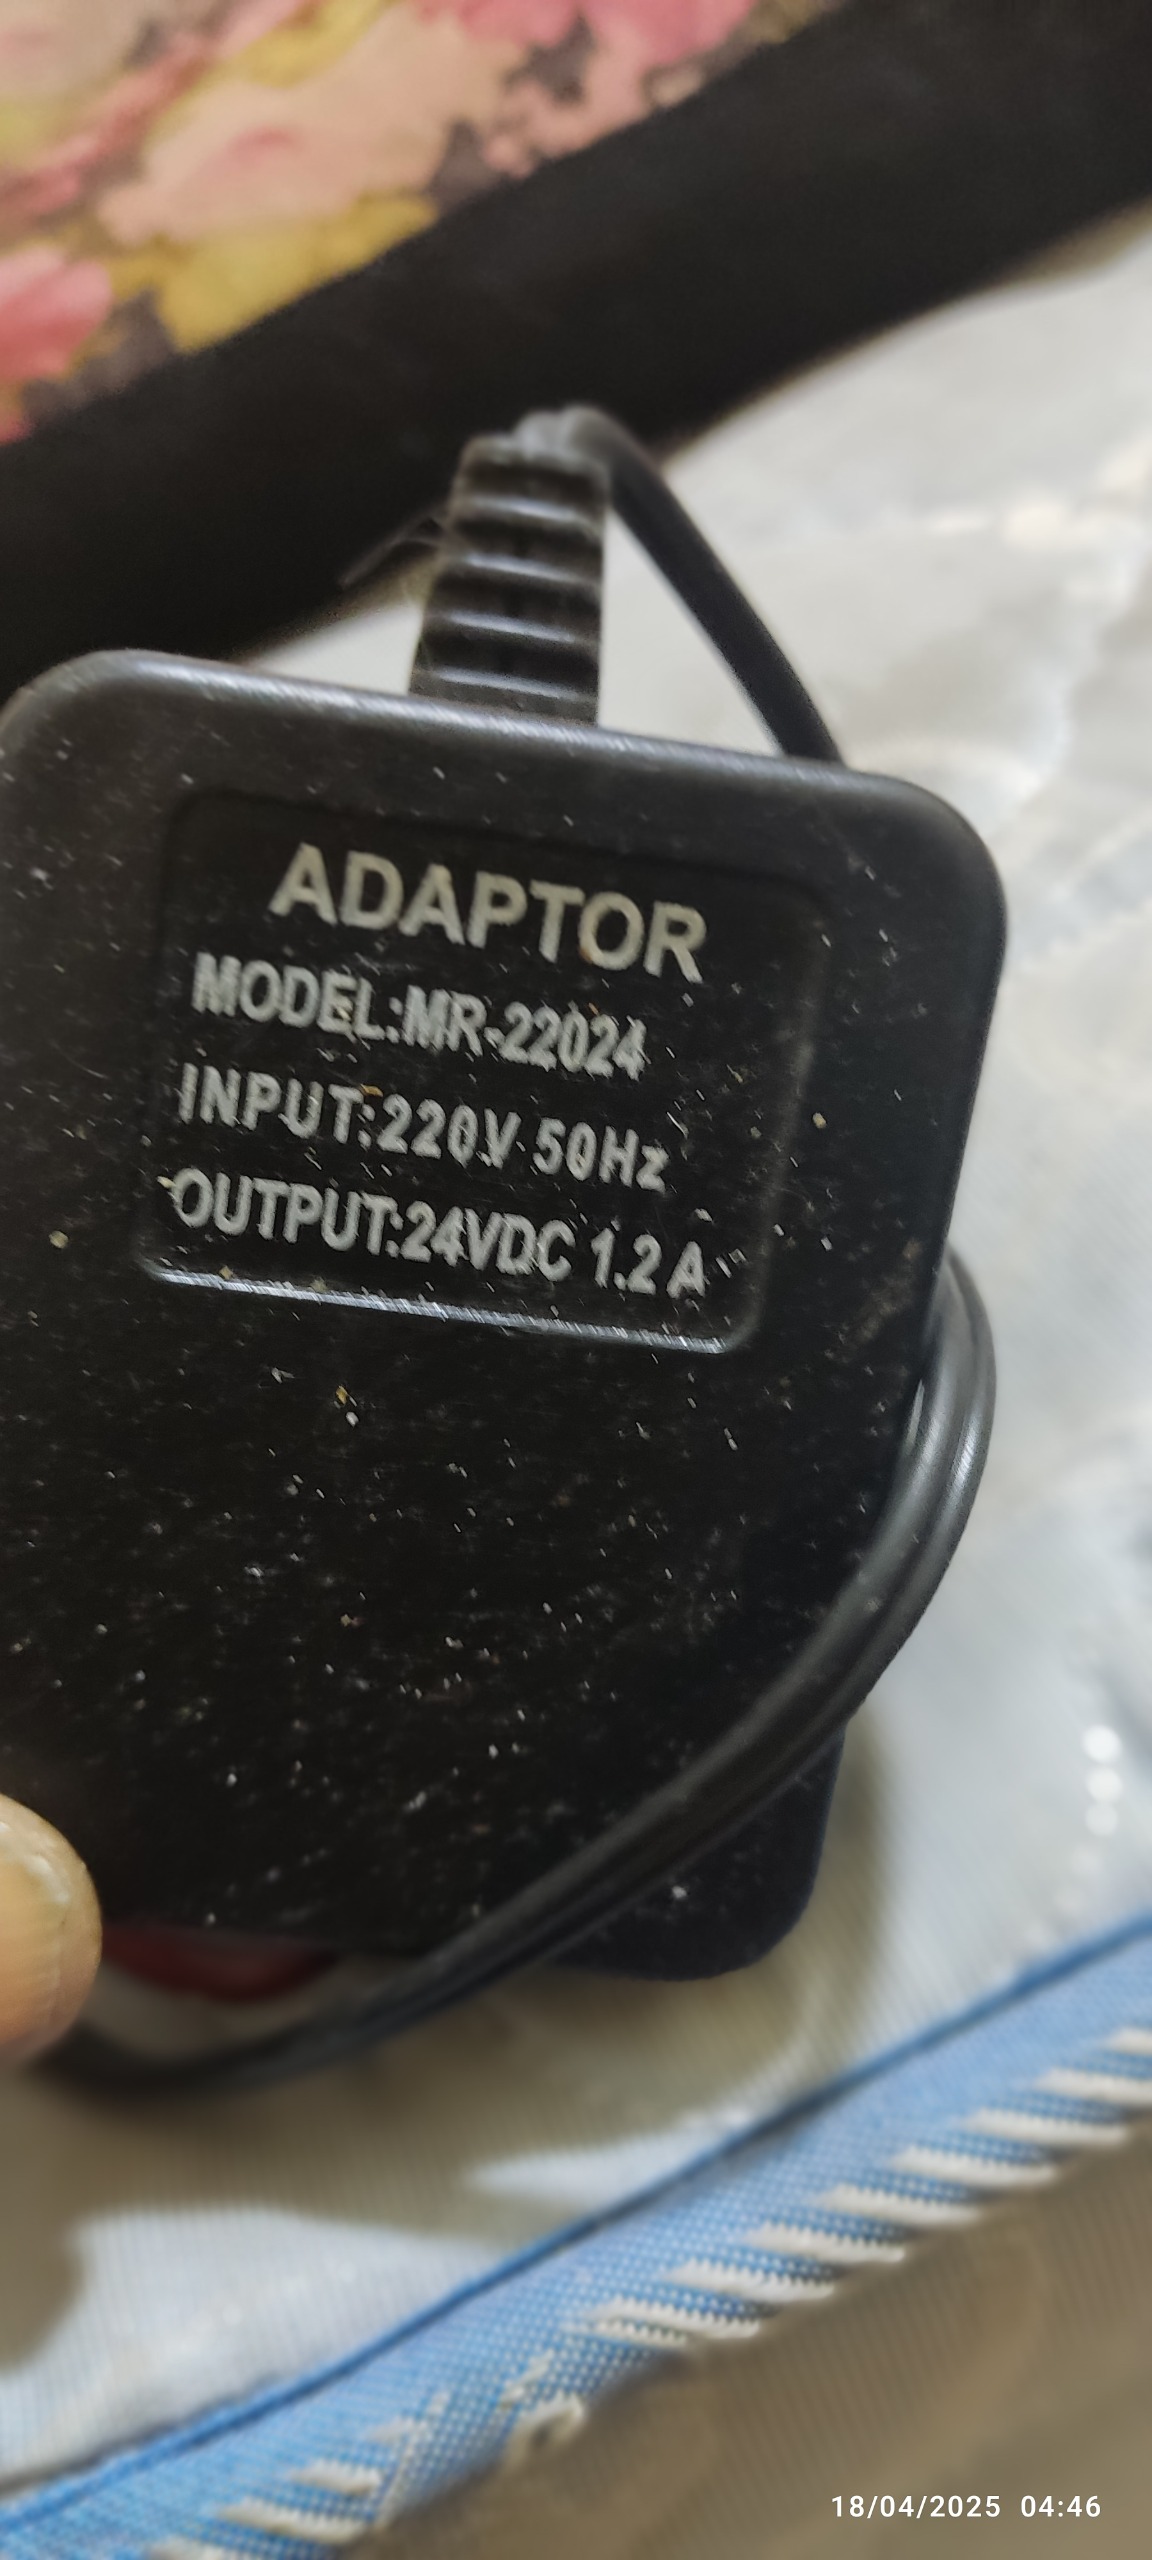 ADAPTOR
MODEL:MR-22024
INPUT:220V 50Hz
OUTPUT:24VDC 1.2 A
18/04/2025 04:46